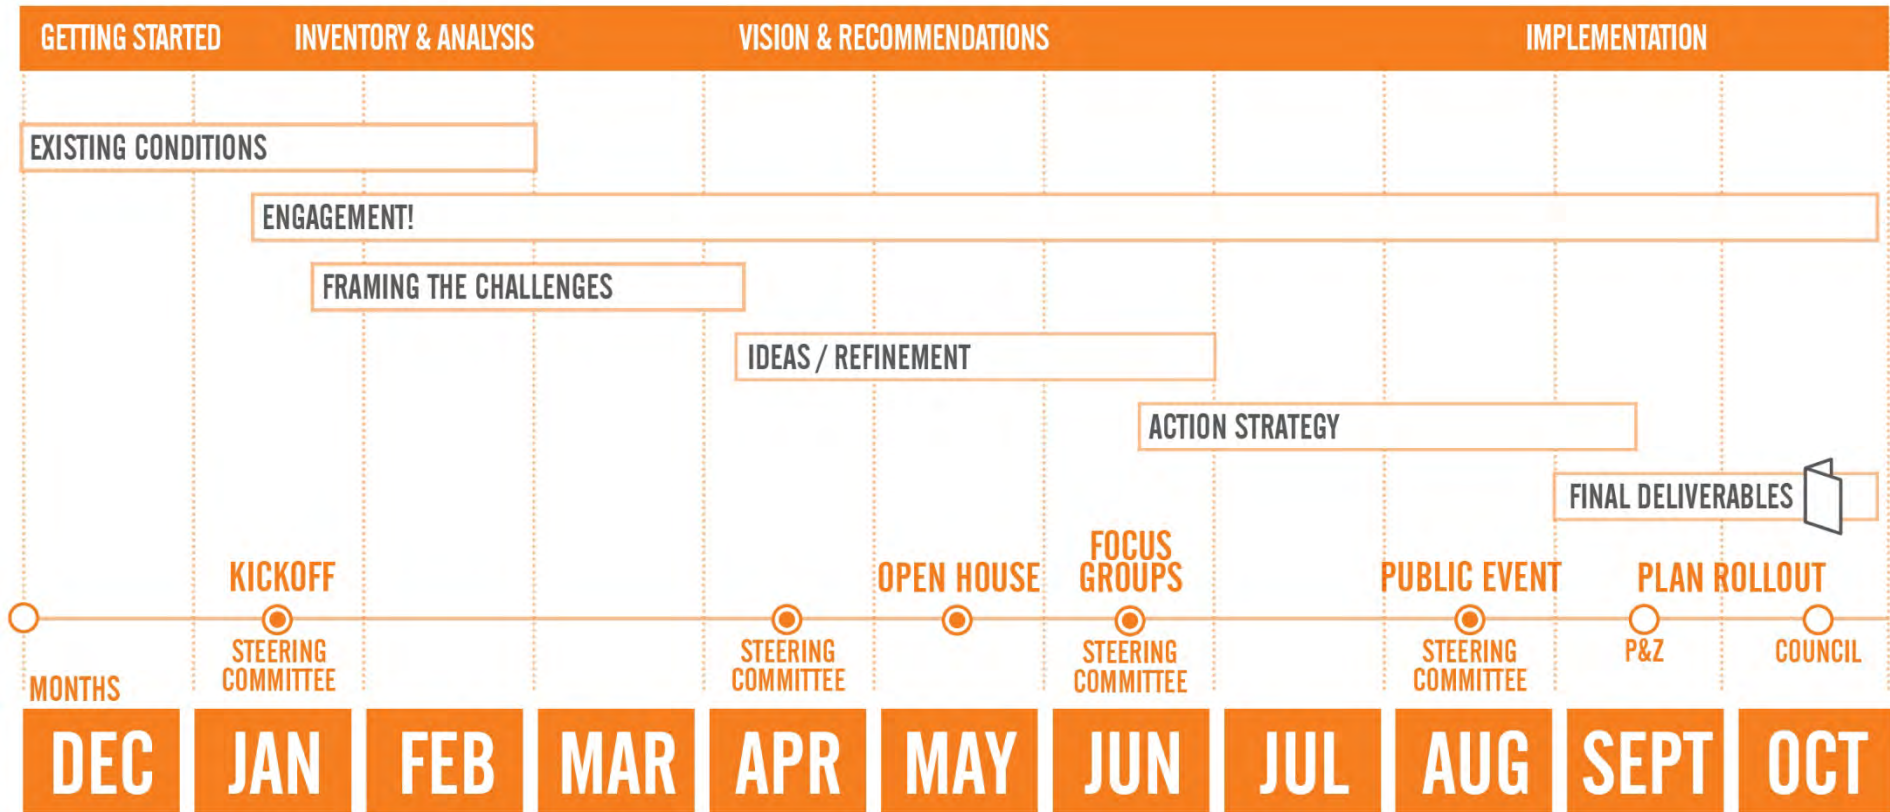 GETTING STARTED
INVENTORY & ANALYSIS
VISION & RECOMMENDATIONS
IMPLEMENTATION
EXISTING CONDITIONS
ENGAGEMENT!
FRAMING THE CHALLENGES
IDEAS / REFINEMENT
ACTION STRATEGY
FINAL DELIVERABLES
KICKOFF
OPEN HOUSE
FOCUS
GROUPS
PUBLIC EVENT
PLAN ROLLOUT
STEERING
COMMITTEE
STEERING
COMMITTEE
STEERING
COMMITTEE
STEERING
COMMITTEE
P&Z
COUNCIL
MONTHS
DEC
JAN
FEB
MAR
APR
MAY
JUN
JUL
AUG
SEPT
OCT